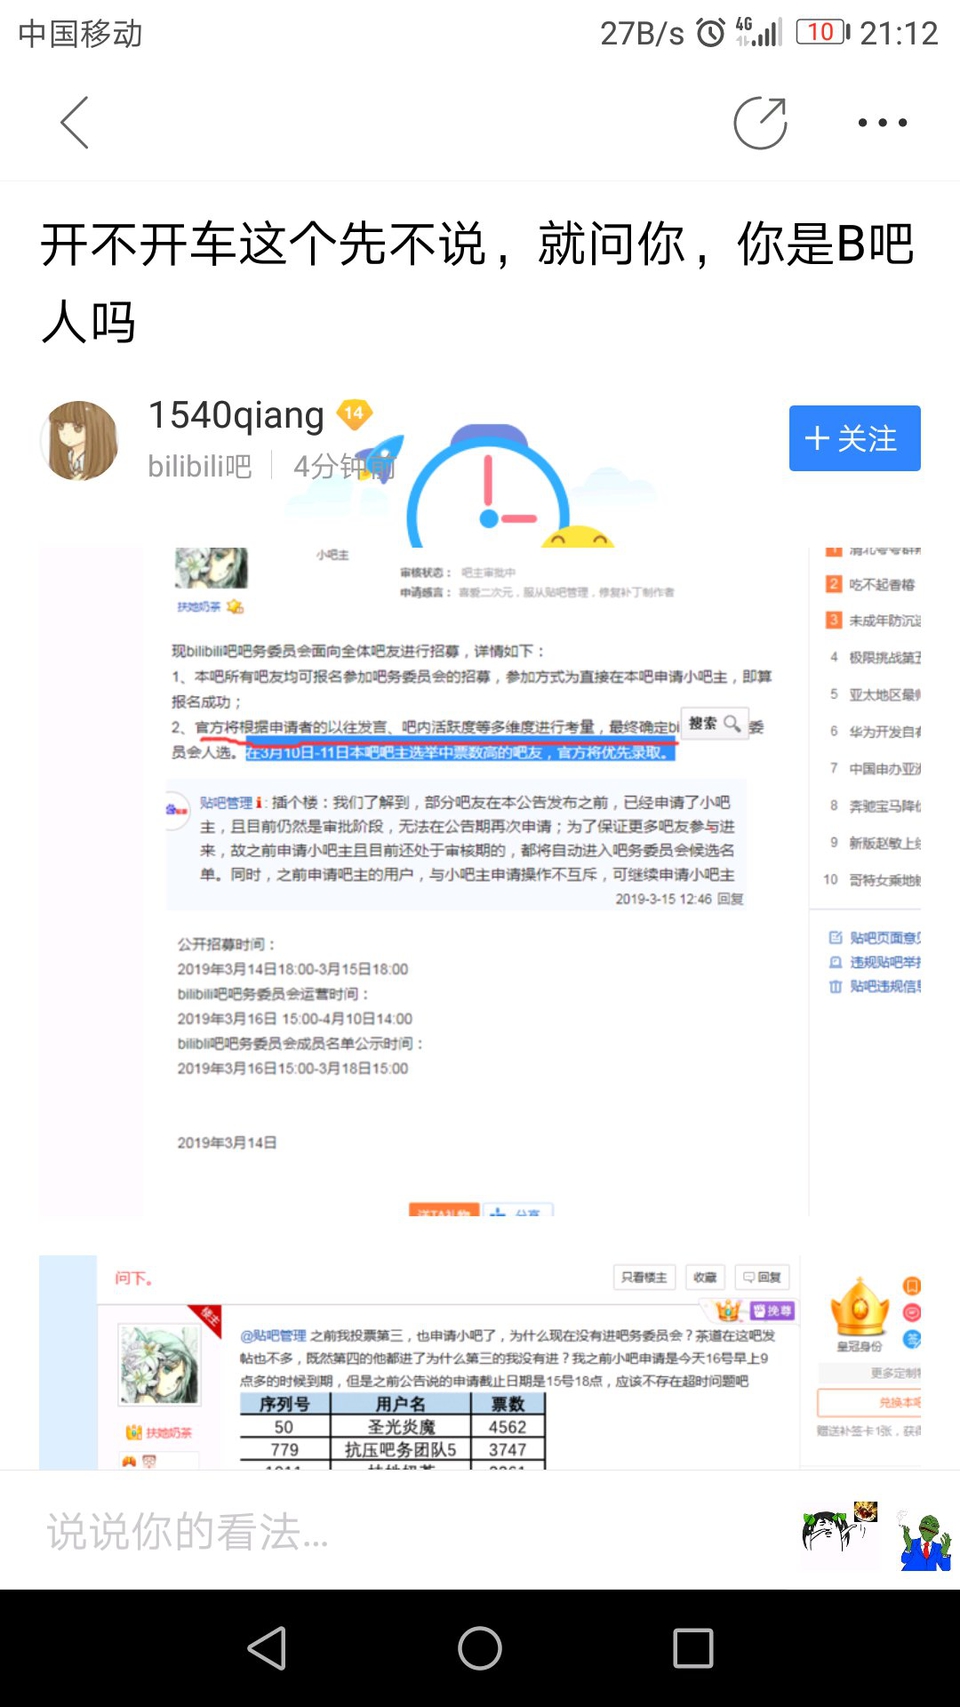 中国移动 27B/s 4G 10 21:12
开不开车这个先不说，就问你，你是B吧
人吗
1540qiang 14
bilibili吧 4分钟前
+关注
小吧主
审核状态： 吧主审批中
申请感言： 喜爱二次元，服从贴吧管理，修复补丁制作者
扶她奶茶
现bilibili吧吧务委员会面向全体吧友进行招募，详情如下：
1、本吧所有吧友均可报名参加吧务委员会的招募，参加方式为直接在本吧申请小吧主，即算
报名成功；
2、官方将根据申请者的以往发言、吧内活跃度等多维度进行考量，最终确定bi 搜索 委
员会人选。在3月10日-11日本吧吧主选举中票数高的吧友，官方将优先录取。
贴吧管理：插个楼：我们了解到，部分吧友在本公告发布之前，已经申请了小吧
主，且目前仍然是审批阶段，无法在公告期再次申请；为了保证更多吧友参与进
来，故之前申请小吧主且目前还处于审核期的，都将自动进入吧务委员会候选名
单。同时，之前申请吧主的用户，与小吧主申请操作不互斥，可继续申请小吧主
2019-3-15 12:46 回复
公开招募时间：
2019年3月14日18:00-3月15日18:00
bilibili吧吧务委员会运营时间：
2019年3月16日 15:00-4月10日14:00
bilibli吧吧务委员会成员名单公示时间：
2019年3月16日15:00-3月18日15:00
2019年3月14日
2 吃不起香椿
3 未成年防沉
4 极限挑战第五
5 亚太地区最
6 华为开发自
7 中国申办亚
8 奔驰宝马降
9 新版赵敏上
10 哥特女乘地
贴吧页面意
违规贴吧举
贴吧违规信
分享
问下。
只看楼主 收藏 回复
楼主
挽尊
@贴吧管理 之前我投票第三，也申请小吧了，为什么现在没有进吧务委员会？茶道在这吧发
帖也不多，既然第四的他都进了为什么第三的我没有进？我之前小吧申请是今天16号早上9
点多的时候到期，但是之前公告说的申请截止日期是15号18点，应该不存在超时问题吧
序列号 用户名 票数
50 圣光炎魔 4562
779 抗压吧务团队5 3747
扶她奶茶
皇冠身份
更多定制
兑换本
赠送补签卡1张，获
说说你的看法...